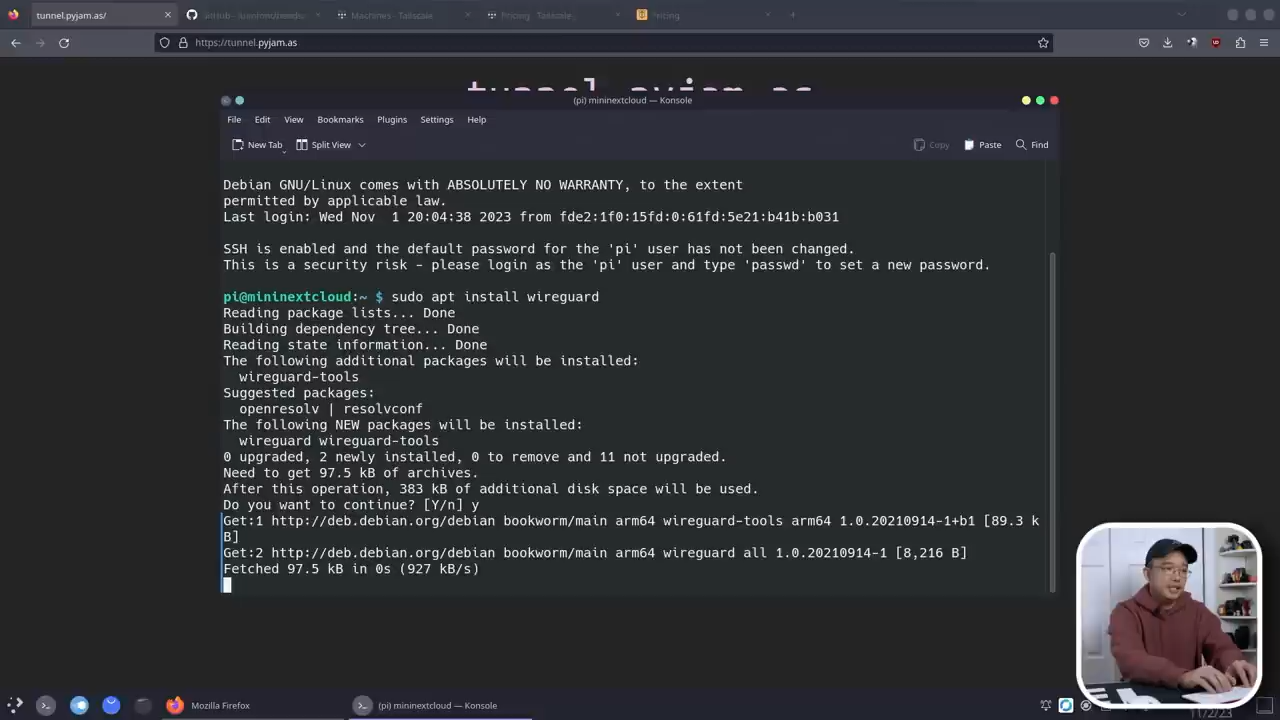 tunnel.pyjam.as/
Machines - Tailscale
Pricing Tailscale
Pricing
https://tunnel.pyjam.as
tunnel.pyjam.as
(pi) mininextcloud — Konsole
File Edit View Bookmarks Plugins Settings Help
New Tab Split View Copy Paste Find
Debian GNU/Linux comes with ABSOLUTELY NO WARRANTY, to the extent
permitted by applicable law.
Last login: Wed Nov  1 20:04:38 2023 from fde2:1f0:15fd:0:61fd:5e21:b41b:b031
SSH is enabled and the default password for the 'pi' user has not been changed.
This is a security risk - please login as the 'pi' user and type 'passwd' to set a new password.
pi@mininextcloud:~ $ sudo apt install wireguard
Reading package lists... Done
Building dependency tree... Done
Reading state information... Done
The following additional packages will be installed:
wireguard-tools
Suggested packages:
openresolv | resolvconf
The following NEW packages will be installed:
wireguard wireguard-tools
0 upgraded, 2 newly installed, 0 to remove and 11 not upgraded.
Need to get 97.5 kB of archives.
After this operation, 383 kB of additional disk space will be used.
Do you want to continue? [Y/n] y
Get:1 http://deb.debian.org/debian bookworm/main arm64 wireguard-tools arm64 1.0.20210914-1+b1 [89.3 k
B]
Get:2 http://deb.debian.org/debian bookworm/main arm64 wireguard all 1.0.20210914-1 [8,216 B]
Fetched 97.5 kB in 0s (927 kB/s)
Mozilla Firefox
(pi) mininextcloud — Konsole
11/2/23